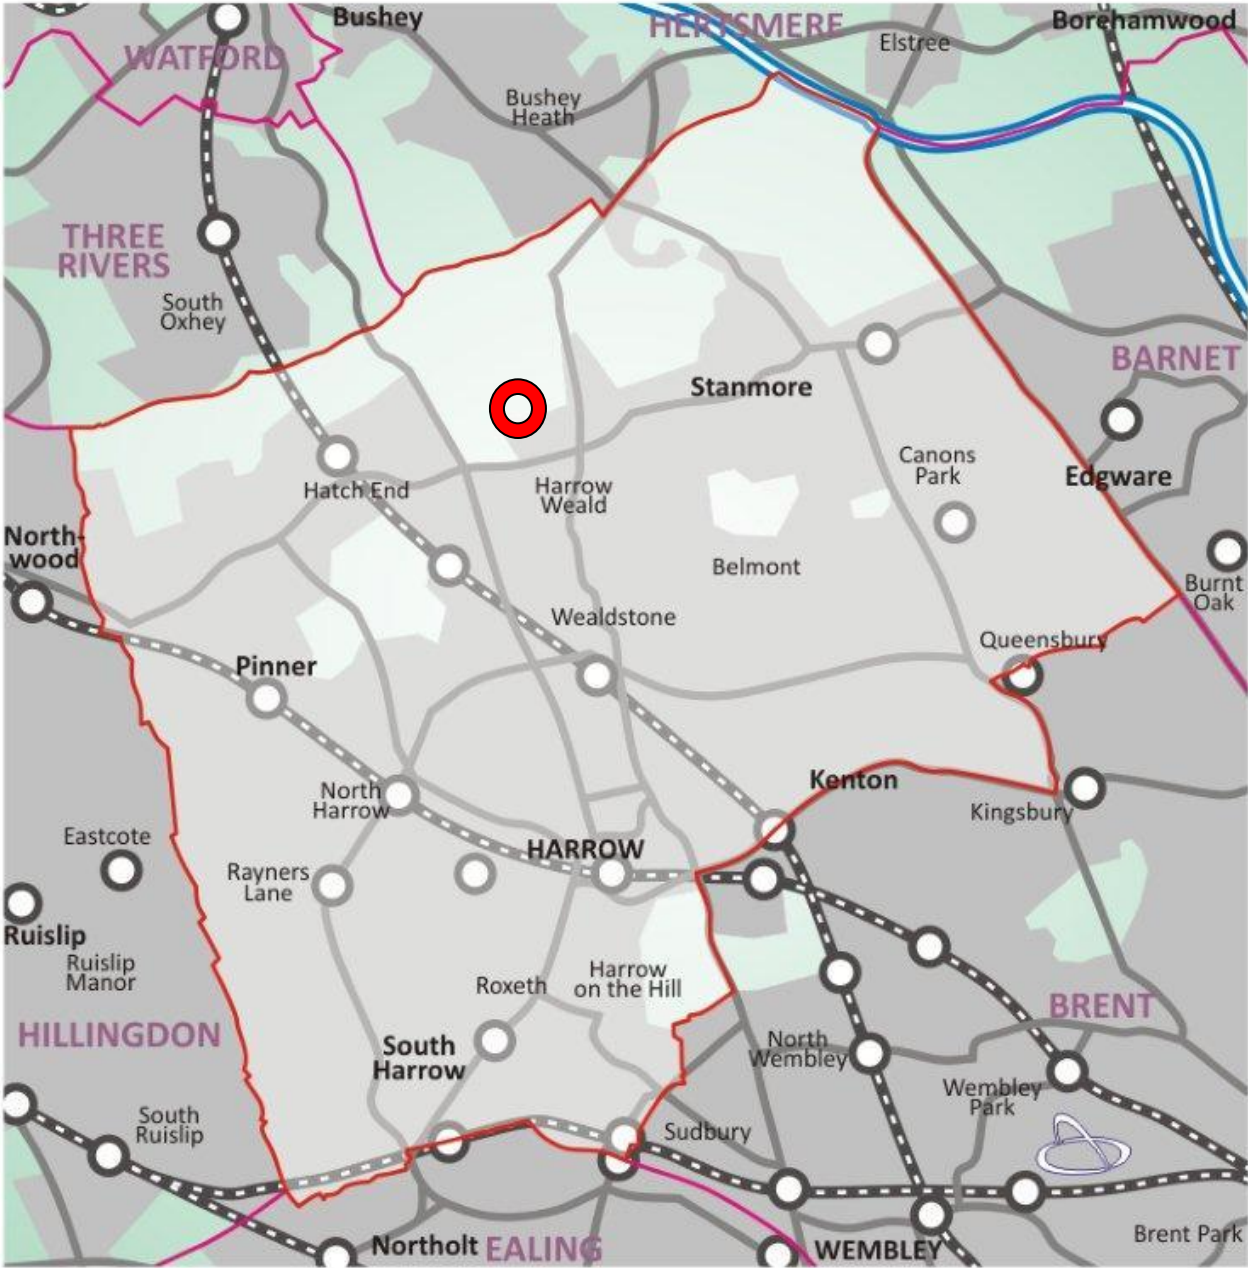 Bushey
HERTSMERE
Borehamwood
Elstree
WATFORD
Bushey
Heath
THREE
RIVERS
South
Oxhey
BARNET
Stanmore
Canons
Park
Edgware
Hatch End
Harrow
Weald
North-
wood
Belmont
Burnt
Oak
Wealdstone
Queensbury
Pinner
Kenton
North
Harrow
Kingsbury
Eastcote
HARROW
Rayners
Lane
Ruislip
Ruislip
Manor
Harrow
on the Hill
Roxeth
BRENT
HILLINGDON
South
Harrow
North
Wembley
Wembley
Park
South
Ruislip
Sudbury
Northolt
EALING
WEMBLEY
Brent Park